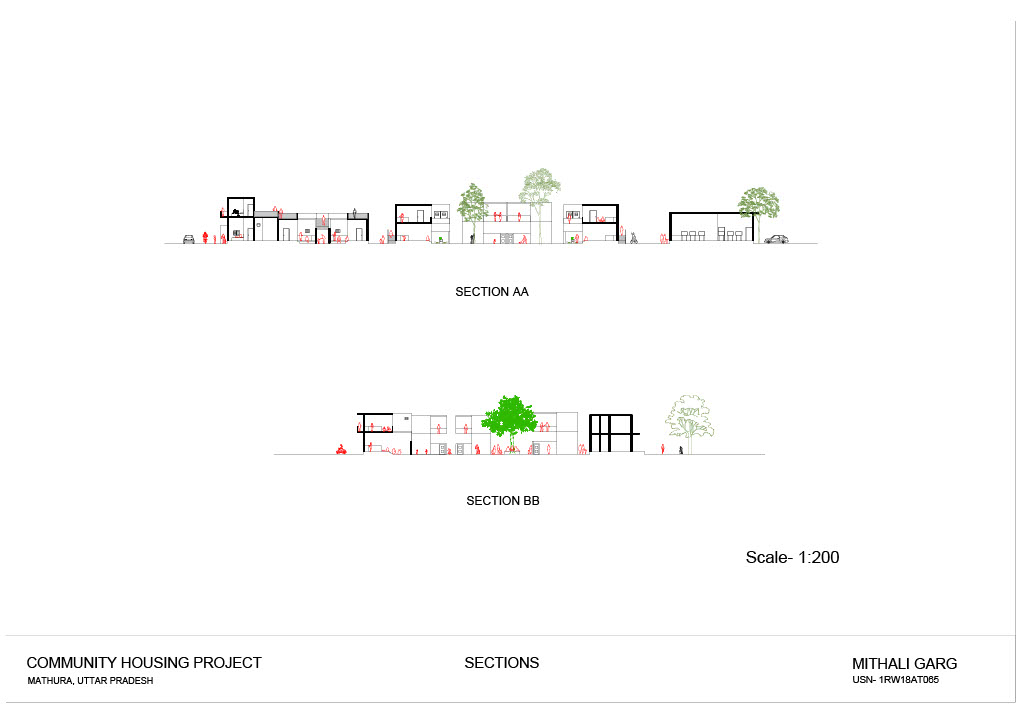 SECTION AA
SECTION BB
Scale- 1:200
COMMUNITY HOUSING PROJECT
MATHURA, UTTAR PRADESH
SECTIONS
MITHALI GARG
USN- 1RW18AT065